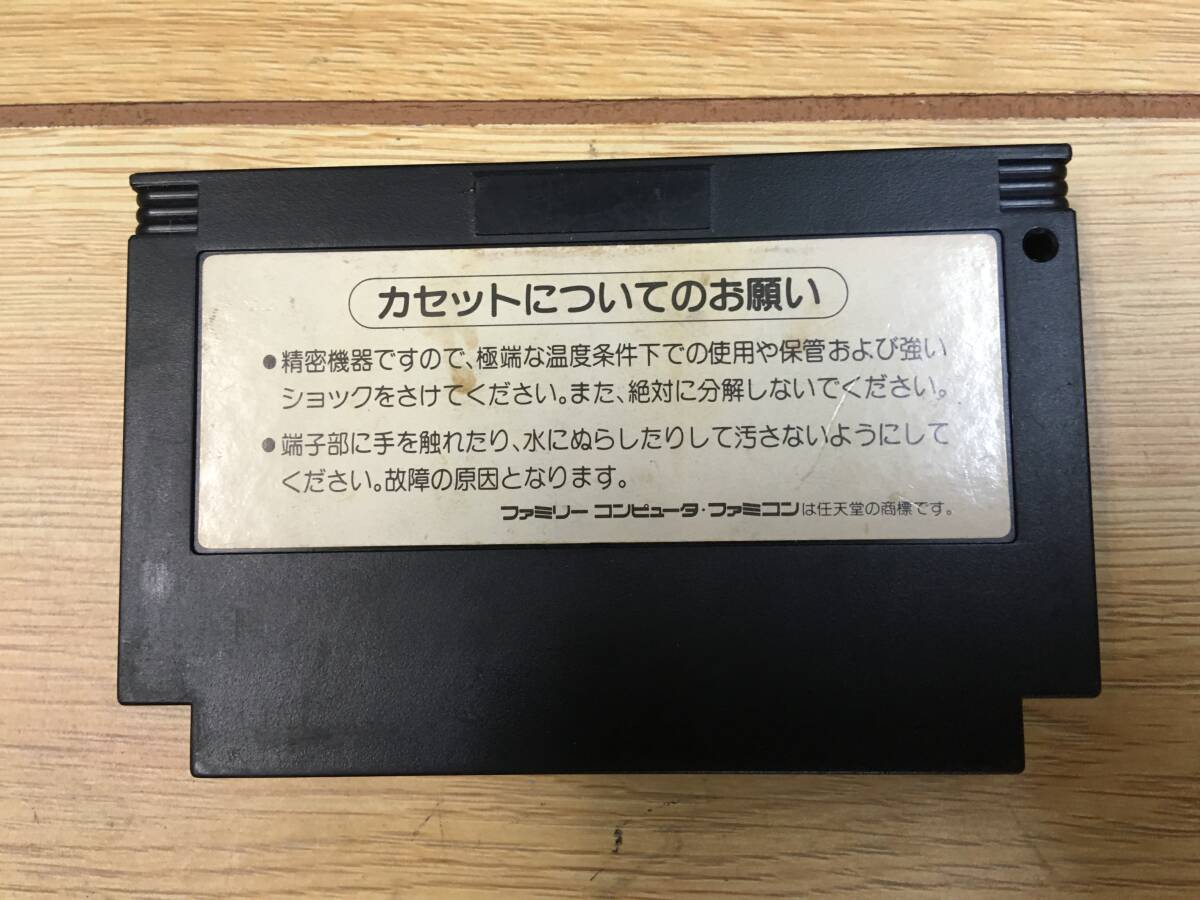 カセットについてのお願い
●精密機器ですので、極端な温度条件下での使用や保管および強い
ショックをさけてください。また、絶対に分解しないでください。
●端子部に手を触れたり、水にぬらしたりして汚さないようにして
ください。故障の原因となります。
ファミリー コンピュータ・ファミコンは任天堂の商標です。